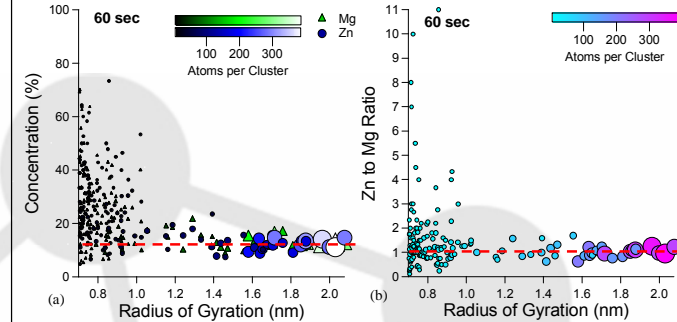 60 sec
Mg
Zn
100 200 300
Atoms per Cluster
Concentration (%)
100
80
60
40
20
0
0.8 1.0 1.2 1.4 1.6 1.8 2.0
Radius of Gyration (nm)
(a)
60 sec
100 200 300
Atoms per Cluster
Zn to Mg Ratio
11
10
9
8
7
6
5
4
3
2
1
0
0.8 1.0 1.2 1.4 1.6 1.8 2.0
Radius of Gyration (nm)
(b)